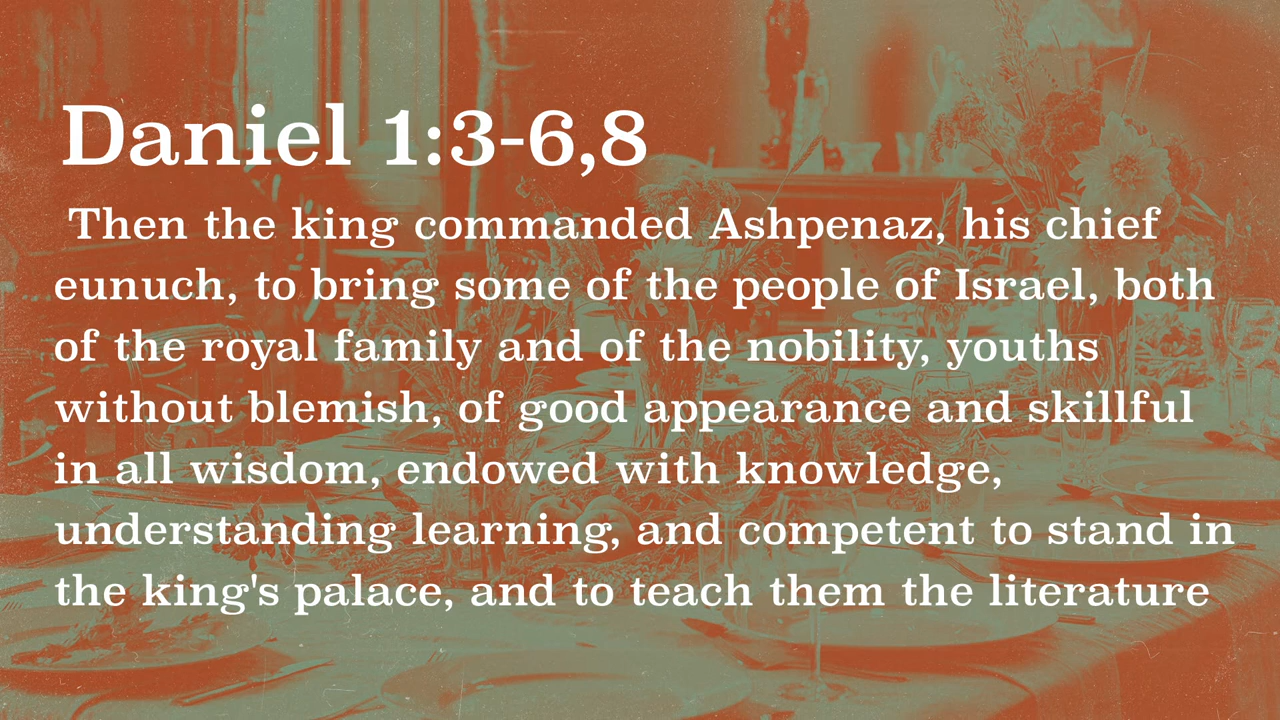 Daniel 1:3-6,8
Then the king commanded Ashpenaz, his chief
eunuch, to bring some of the people of Israel, both
of the royal family and of the nobility, youths
without blemish, of good appearance and skillful
in all wisdom, endowed with knowledge,
understanding learning, and competent to stand in
the king's palace, and to teach them the literature